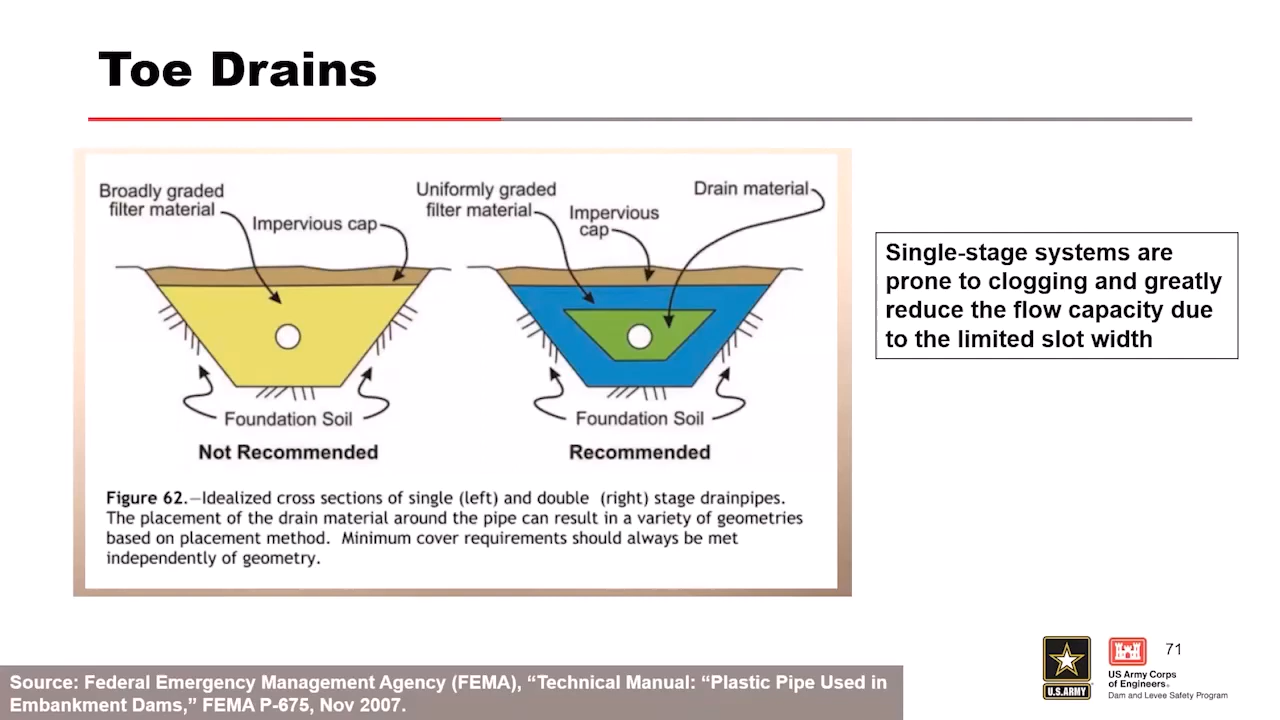 Toe Drains
Broadly graded
filter material
Impervious cap
Uniformly graded
filter material
Impervious
cap
Drain material
Foundation Soil
Foundation Soil
Not Recommended
Recommended
Figure 62.—Idealized cross sections of single (left) and double (right) stage drainpipes.
The placement of the drain material around the pipe can result in a variety of geometries
based on placement method. Minimum cover requirements should always be met
independently of geometry.
Single-stage systems are
prone to clogging and greatly
reduce the flow capacity due
to the limited slot width
U.S.ARMY
US Army Corps
of Engineers®
Dam and Levee Safety Program
71
Source: Federal Emergency Management Agency (FEMA), “Technical Manual: “Plastic Pipe Used in
Embankment Dams,” FEMA P-675, Nov 2007.